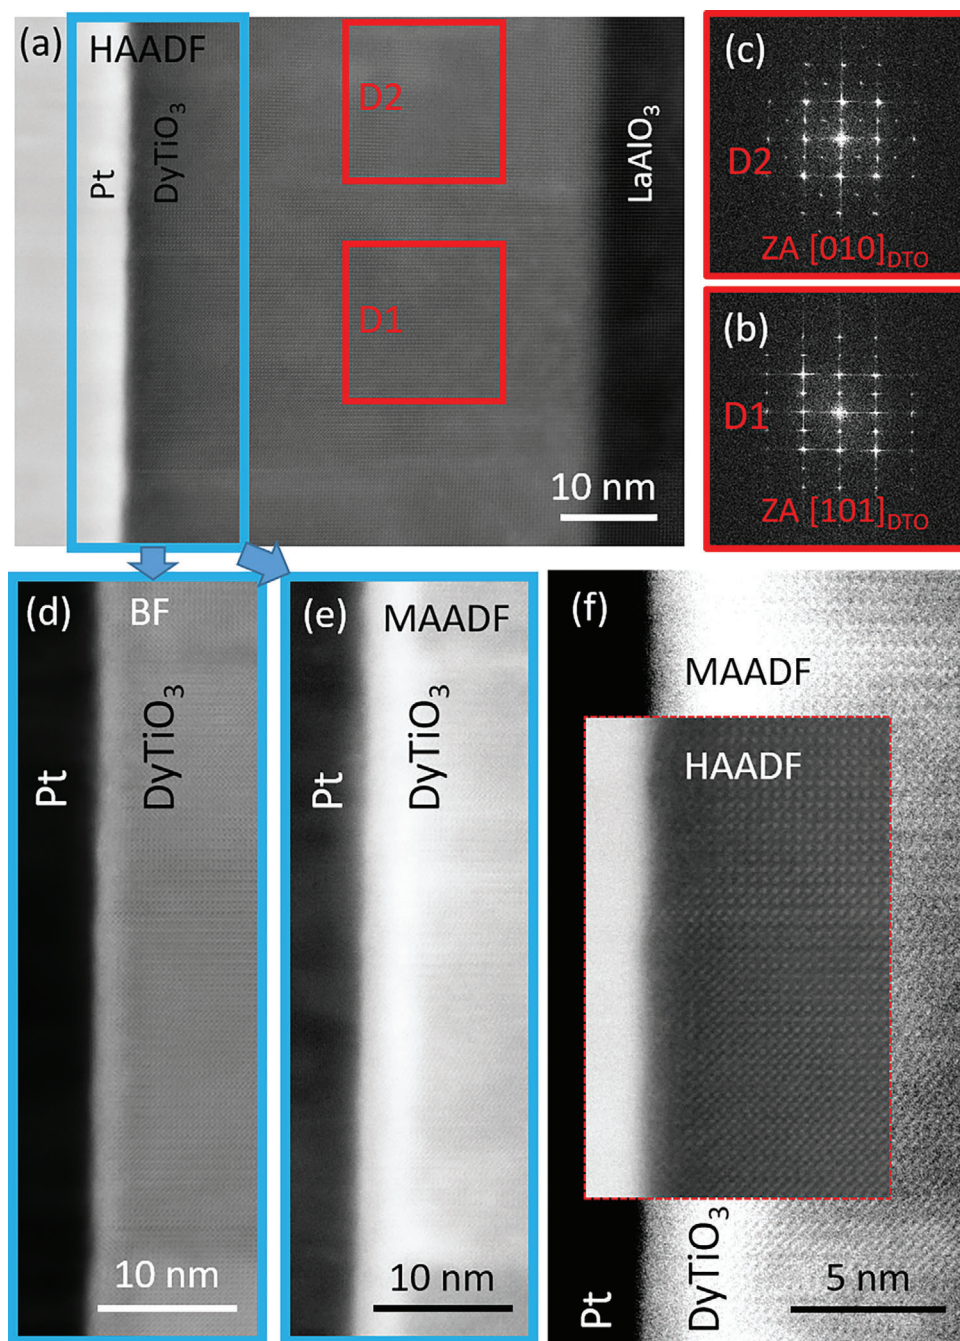 (a)
HAADF
Pt
DyTiO₃
D2
D1
LaAlO₃
10 nm
(c)
D2
ZA [010]DTO
(b)
D1
ZA [101]DTO
(d)
BF
Pt
DyTiO₃
10 nm
(e)
MAADF
Pt
DyTiO₃
10 nm
(f)
MAADF
HAADF
Pt
DyTiO₃
5 nm